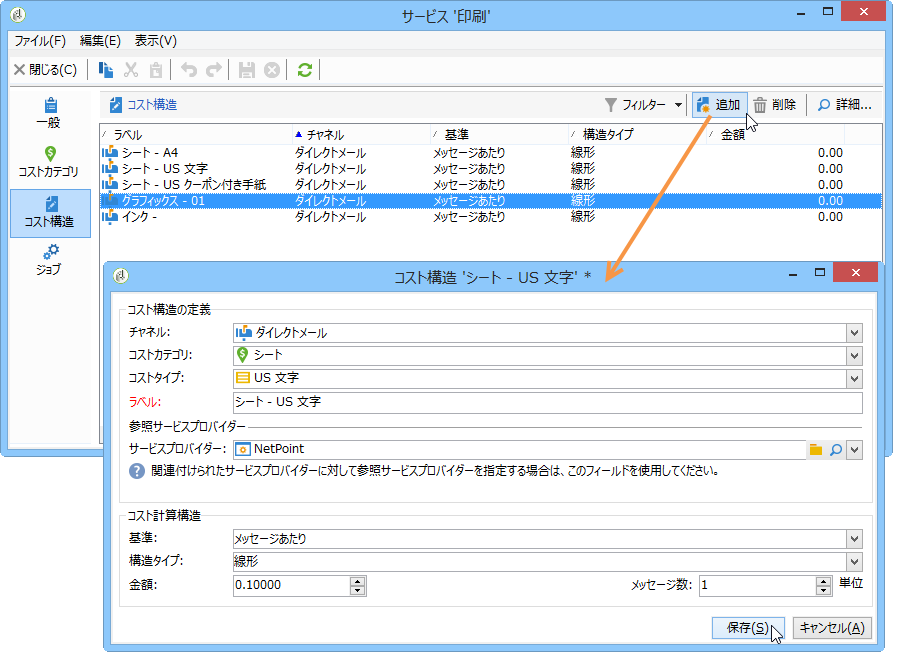 サービス '印刷'
ファイル(F) 編集(E) 表示(V)
閉じる(C)
一般
コストカテゴリ
コスト構造
ジョブ
コスト構造 フィルター 追加 削除 詳細...
ラベル チャネル 基準 構造タイプ 金額
シート - A4 ダイレクトメール メッセージあたり 線形 0.00
シート - US 文字 ダイレクトメール メッセージあたり 線形 0.00
シート - US クーポン付き手紙 ダイレクトメール メッセージあたり 線形 0.00
グラフィックス - 01 ダイレクトメール メッセージあたり 線形 0.00
インク - ダイレクトメール メッセージあたり 線形 0.00
コスト構造 'シート - US 文字' *
コスト構造の定義
チャネル: ダイレクトメール
コストカテゴリ: シート
コストタイプ: US 文字
ラベル: シート - US 文字
参照サービスプロバイダー
サービスプロバイダー: NetPoint
関連付けられたサービスプロバイダーに対して参照サービスプロバイダーを指定する場合は、このフィールドを使用してください。
コスト計算構造
基準: メッセージあたり
構造タイプ: 線形
金額: 0.10000 メッセージ数: 1 単位
保存(S) キャンセル(A)